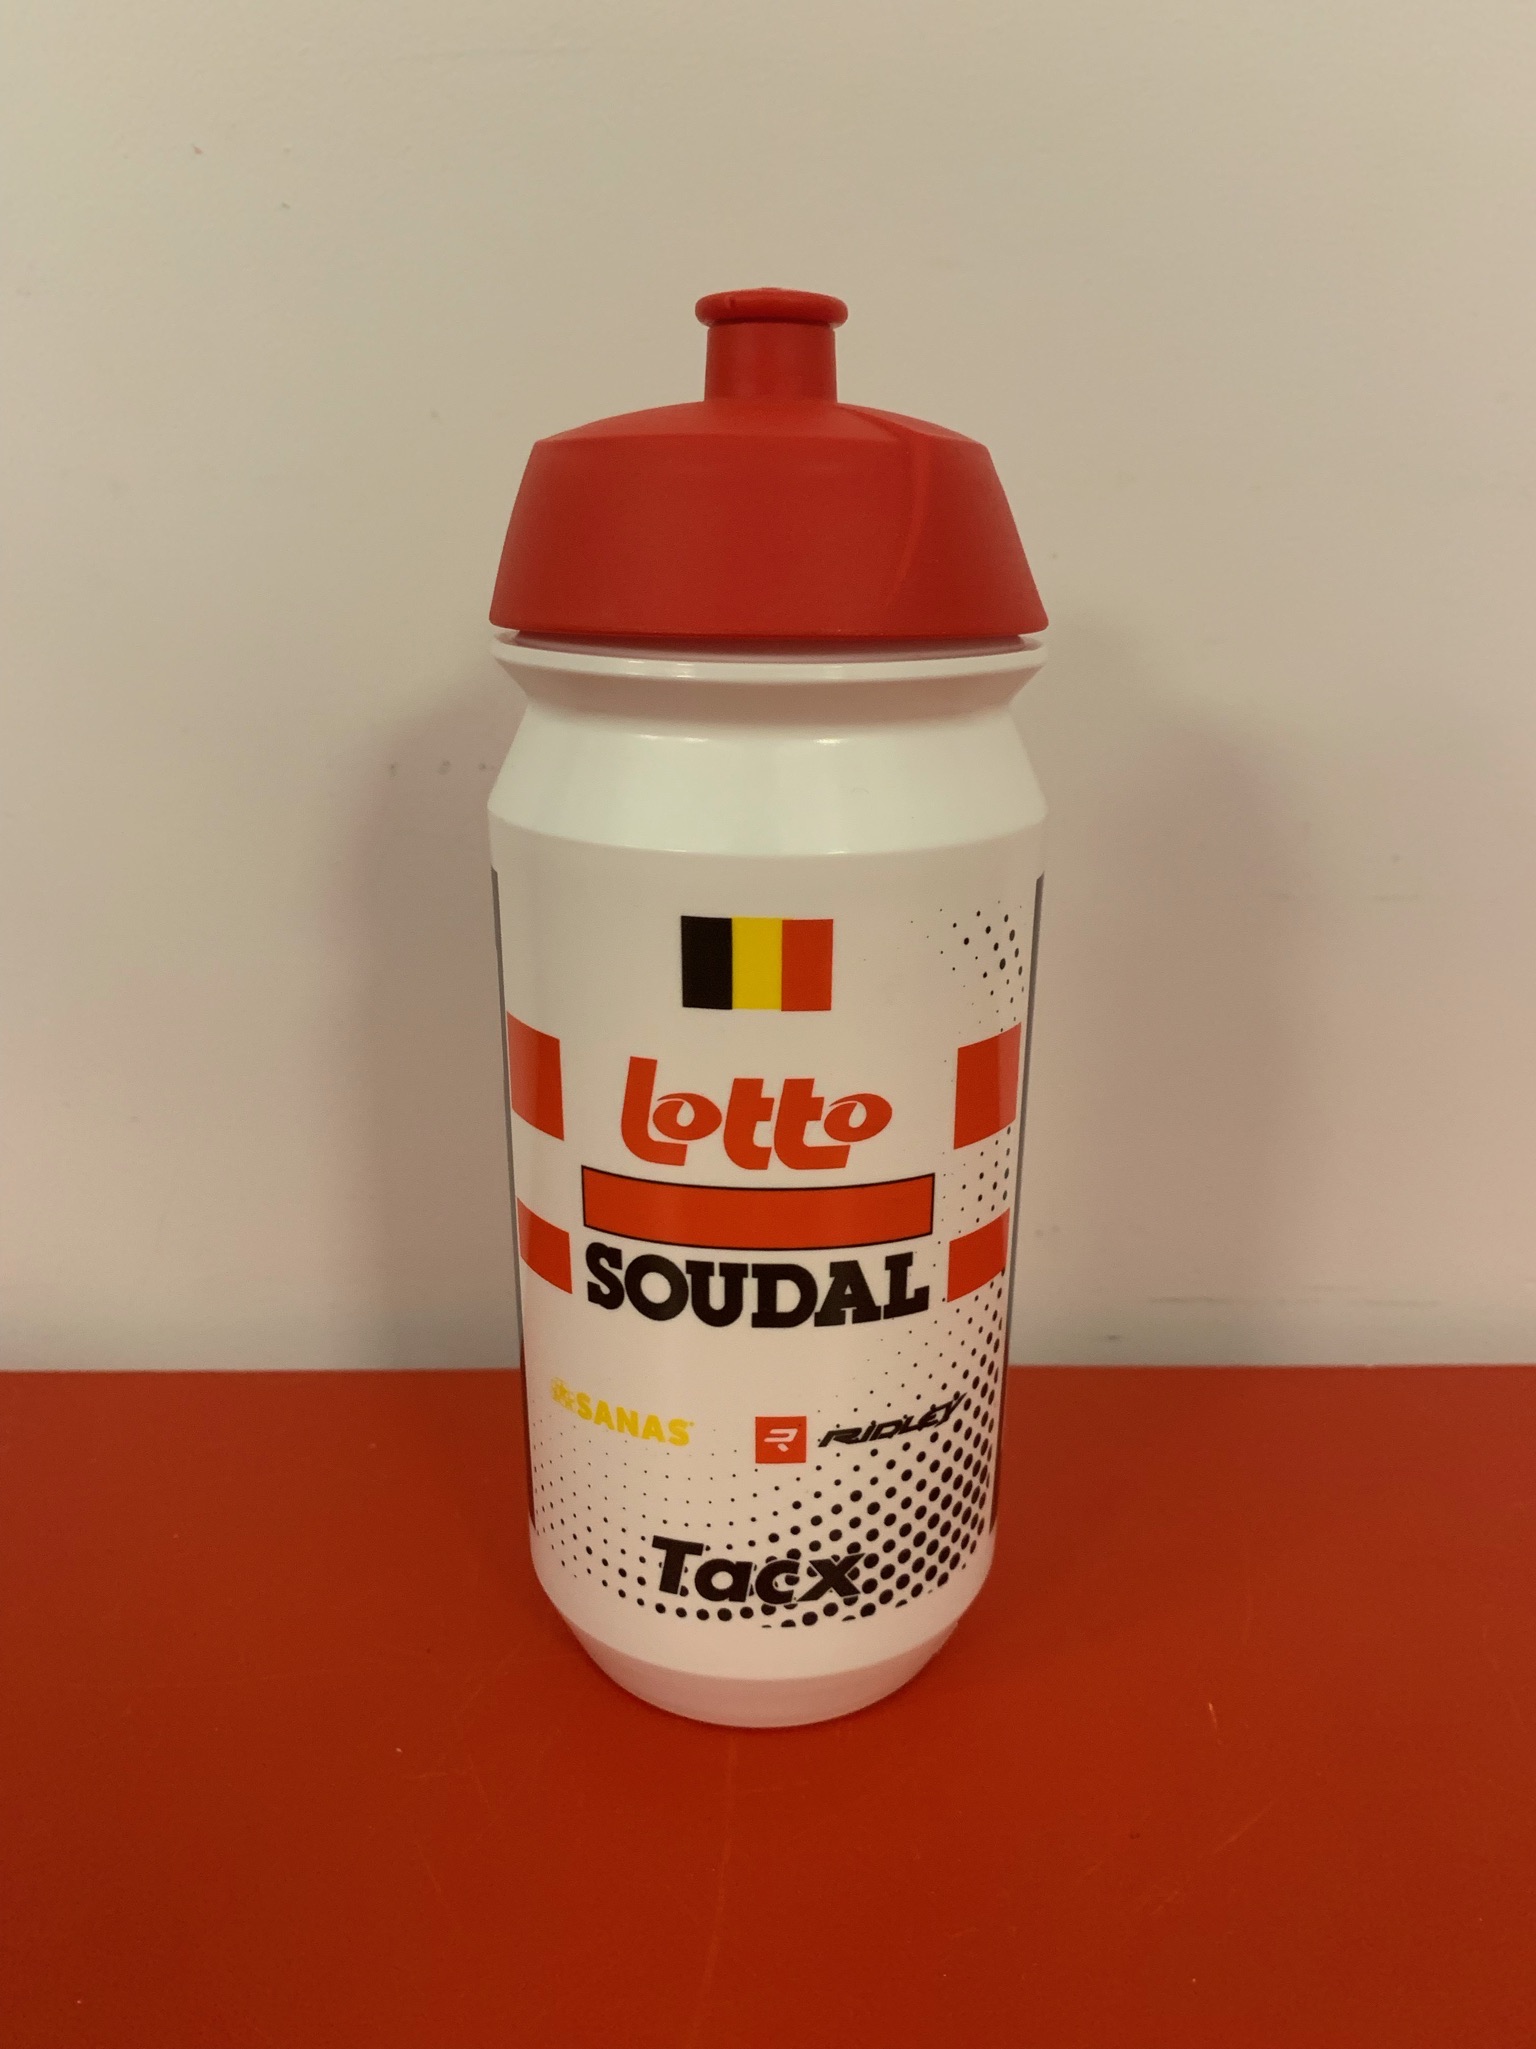 Lotto
SOUDAL
SANAS
R RIDLEY
Tacx